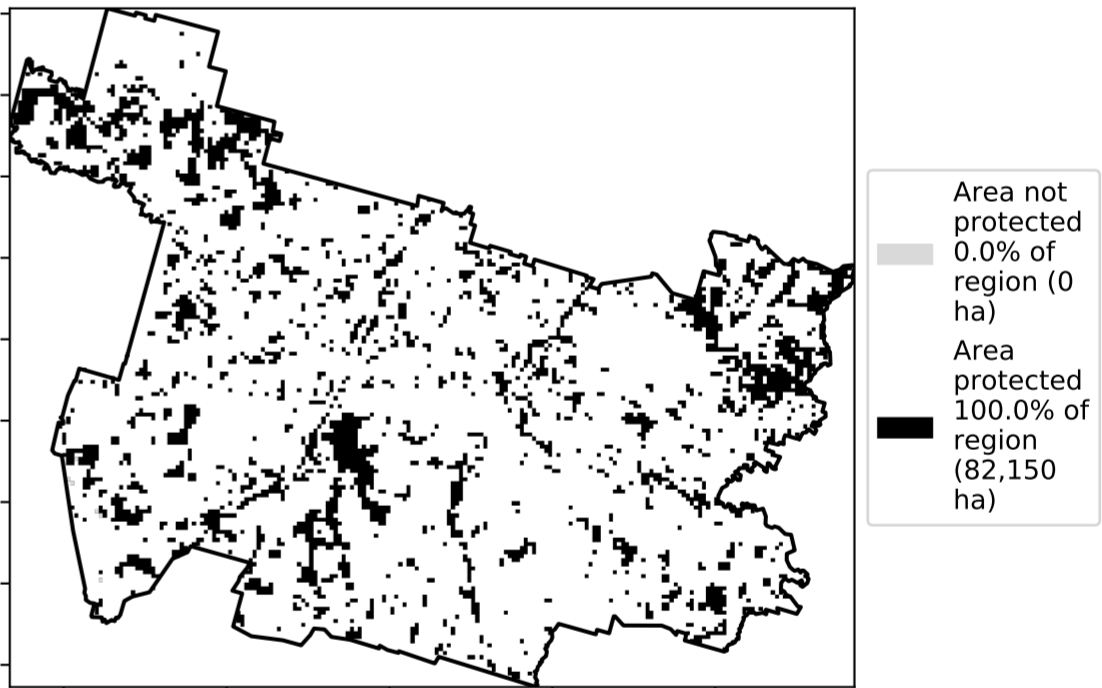 Area not
protected
0.0% of
region (0
ha)
Area
protected
100.0% of
region
(82,150
ha)